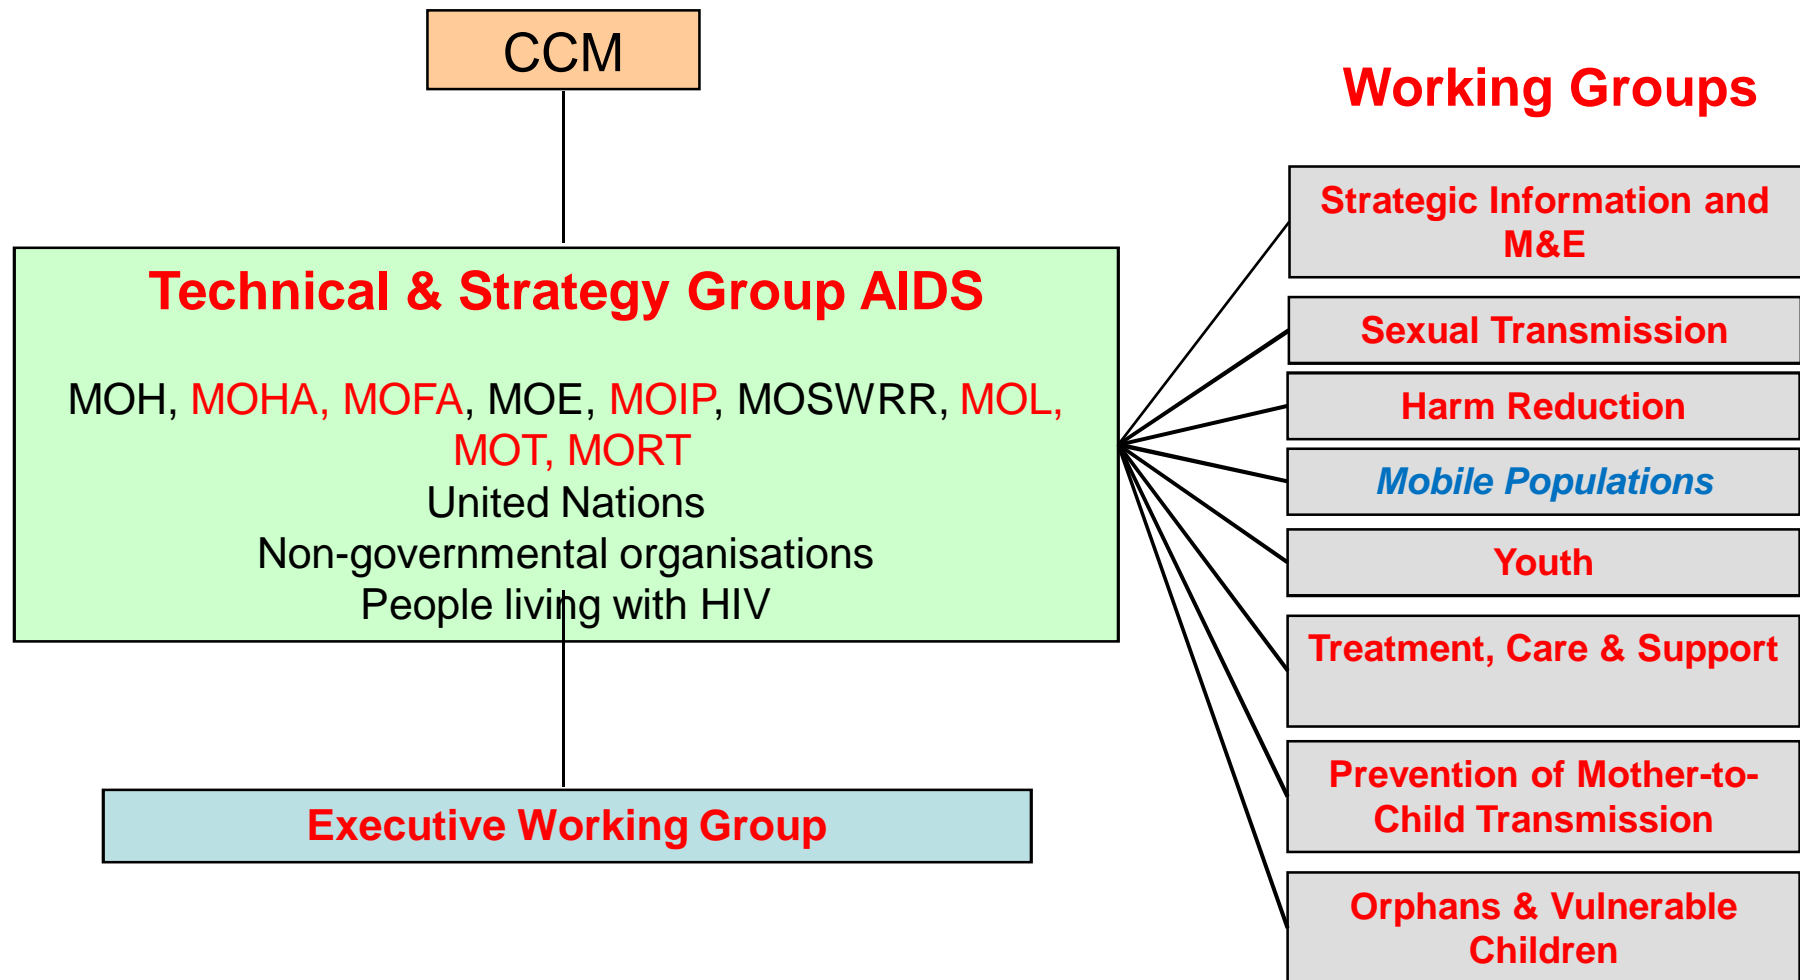 CCM
Working Groups
Technical & Strategy Group AIDS
MOH, MOHA, MOFA, MOE, MOIP, MOSWRR, MOL,
MOT, MORT
United Nations
Non-governmental organisations
People living with HIV
Executive Working Group
Strategic Information and
M&E
Sexual Transmission
Harm Reduction
Mobile Populations
Youth
Treatment, Care & Support
Prevention of Mother-to-
Child Transmission
Orphans & Vulnerable
Children